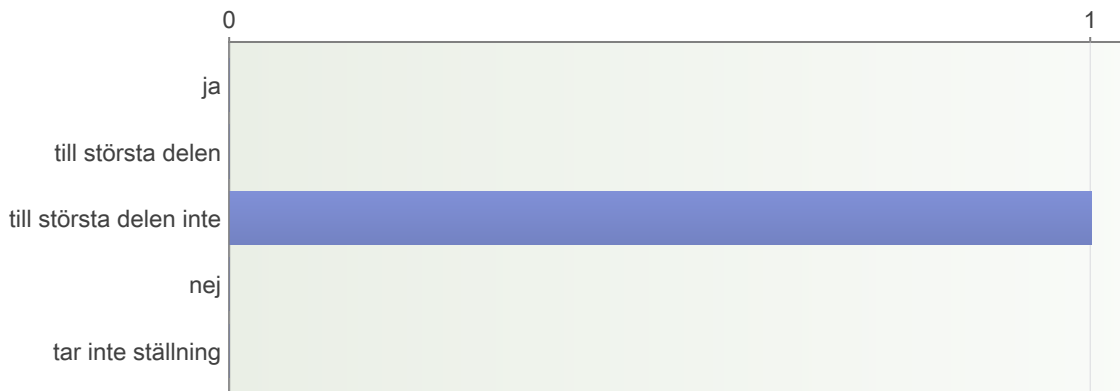 0 1
ja
till största delen
till största delen inte
nej
tar inte ställning